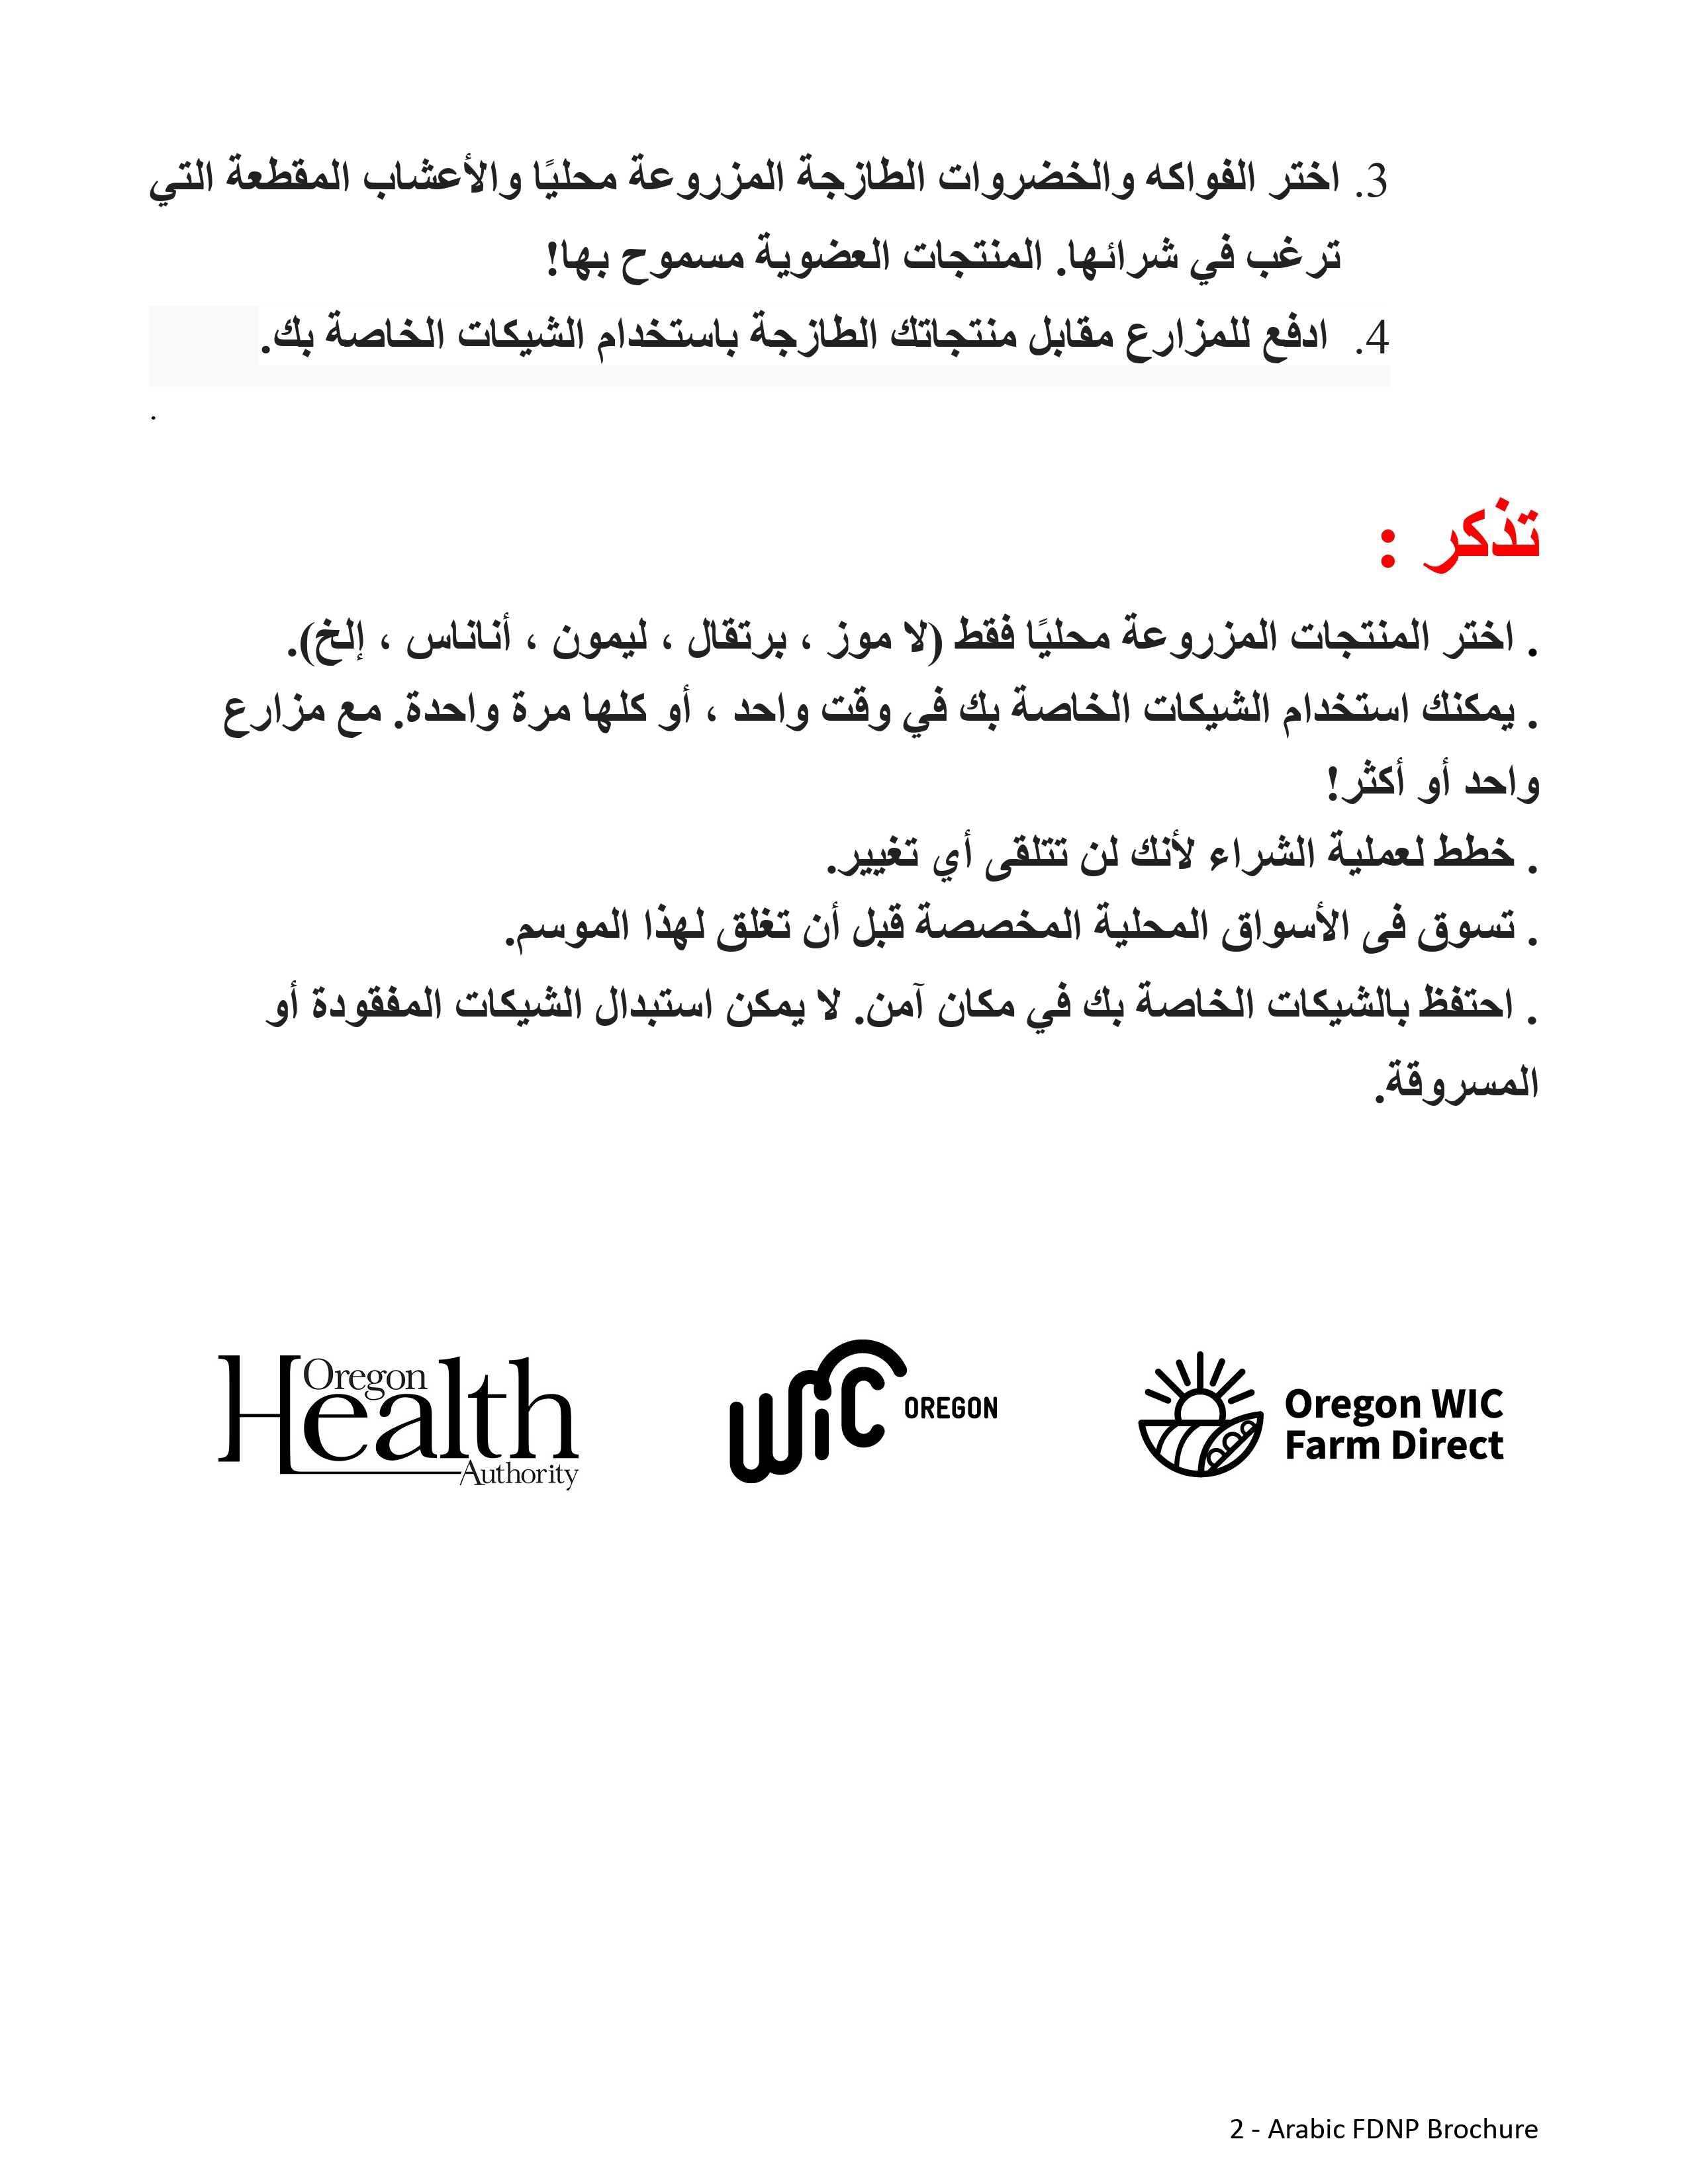 3. اختر الفواكه والخضروات الطازجة المزروعة محليًا والأعشاب المقطعة التي
ترغب في شرائها. المنتجات العضوية مسموح بها!
4. ادفع للمزارع مقابل منتجاتك الطازجة باستخدام الشيكات الخاصة بك.
.
تذكر :
. اختر المنتجات المزروعة محليًا فقط (لا موز ، برتقال ، ليمون ، أناناس ، إلخ).
. يمكنك استخدام الشيكات الخاصة بك في وقت واحد ، أو كلها مرة واحدة. مع مزارع
واحد أو أكثر!
. خطط لعملية الشراء لأنك لن تتلقى أي تغيير.
. تسوق فى الأسواق المحلية المخصصة قبل أن تغلق لهذا الموسم.
. احتفظ بالشيكات الخاصة بك في مكان آمن. لا يمكن استبدال الشيكات المفقودة أو
المسروقة.
Oregon
Health
Authority
WIC OREGON
Oregon WIC
Farm Direct
2 - Arabic FDNP Brochure